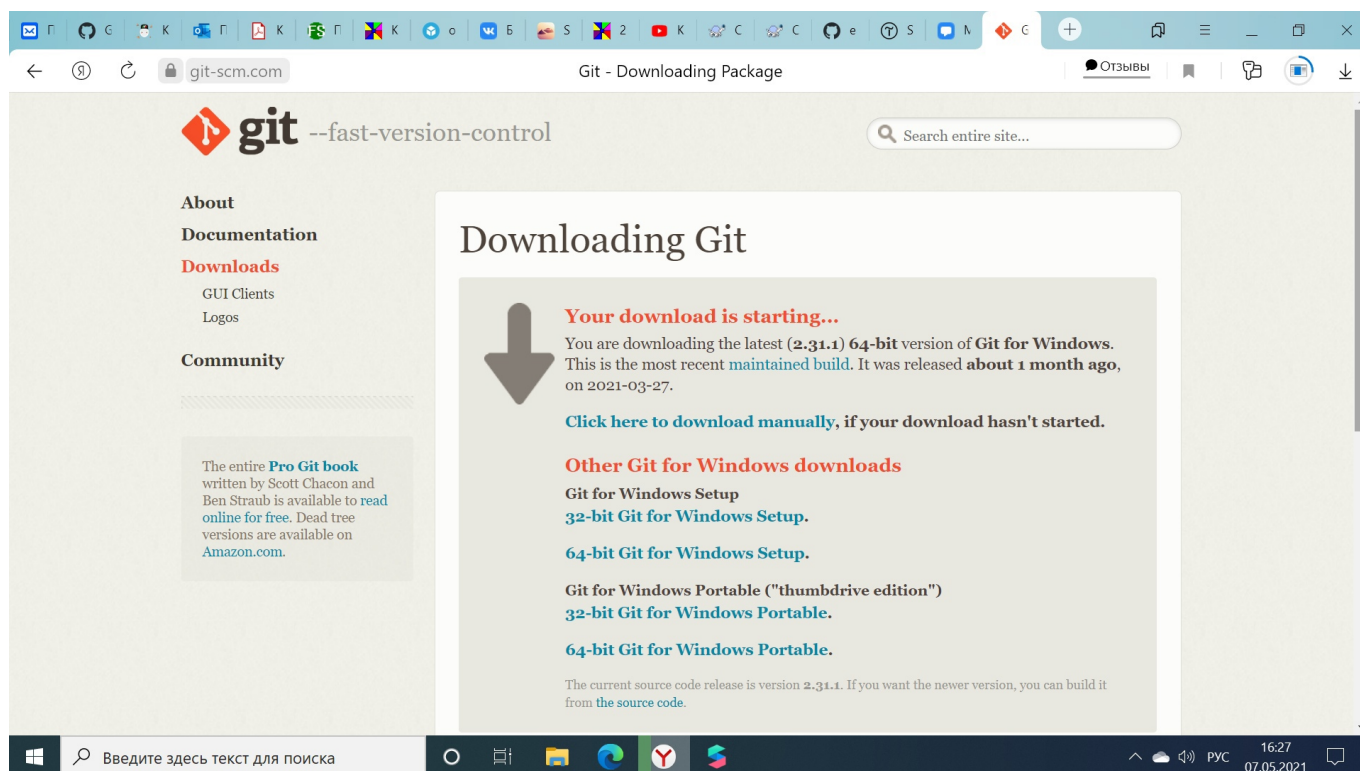 П G К П К П К о Б S 2 К С С е S N G
git-scm.com
Git - Downloading Package
Отзывы
git --fast-version-control
Search entire site...
About
Documentation
Downloads
GUI Clients
Logos
Community
The entire Pro Git book
written by Scott Chacon and
Ben Straub is available to read
online for free. Dead tree
versions are available on
Amazon.com.
Downloading Git
Your download is starting...
You are downloading the latest (2.31.1) 64-bit version of Git for Windows.
This is the most recent maintained build. It was released about 1 month ago,
on 2021-03-27.
Click here to download manually, if your download hasn't started.
Other Git for Windows downloads
Git for Windows Setup
32-bit Git for Windows Setup.
64-bit Git for Windows Setup.
Git for Windows Portable ("thumbdrive edition")
32-bit Git for Windows Portable.
64-bit Git for Windows Portable.
The current source code release is version 2.31.1. If you want the newer version, you can build it
from the source code.
Введите здесь текст для поиска
РУС
16:27
07.05.2021